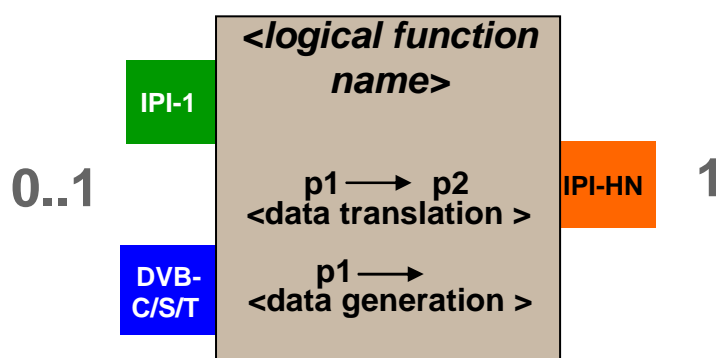 <logical function
name>
IPI-1
0..1
p1 → p2
<data translation >
IPI-HN
1
DVB-
C/S/T
p1 →
<data generation >